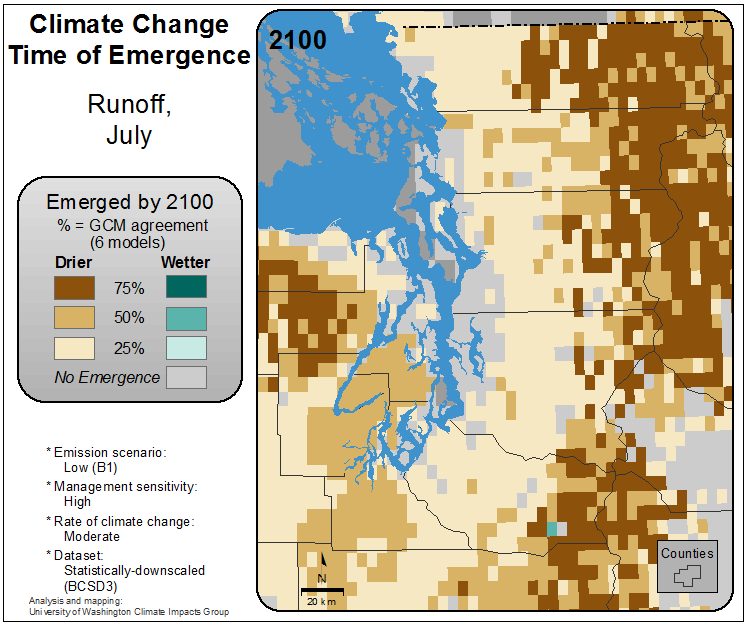 Climate Change
Time of Emergence
Runoff,
July
Emerged by 2100
% = GCM agreement
(6 models)
Drier Wetter
75%
50%
25%
No Emergence
* Emission scenario:
Low (B1)
* Management sensitivity:
High
* Rate of climate change:
Moderate
* Dataset:
Statistically-downscaled
(BCSD3)
Analysis and mapping:
University of Washington Climate Impacts Group
2100
N
20 km
Counties